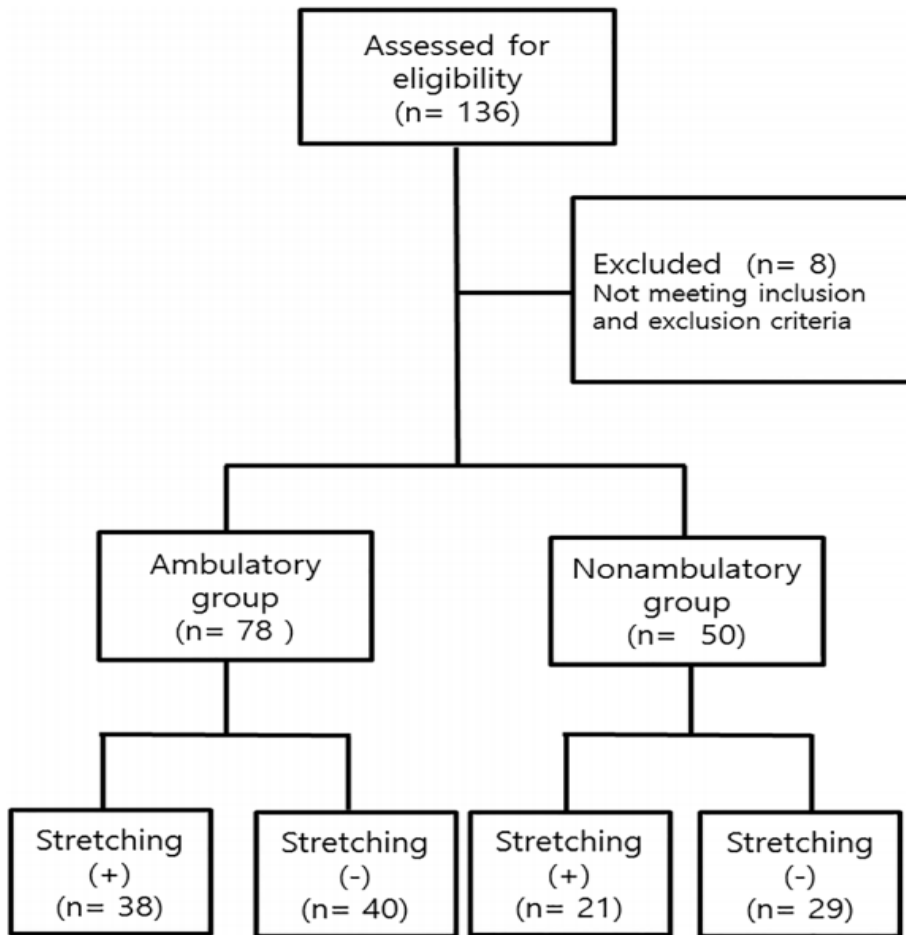 Assessed for
eligibility
(n= 136)
Excluded (n= 8)
Not meeting inclusion
and exclusion criteria
Ambulatory
group
(n= 78 )
Nonambulatory
group
(n= 50)
Stretching
(+)
(n= 38)
Stretching
(-)
(n= 40)
Stretching
(+)
(n= 21)
Stretching
(-)
(n= 29)